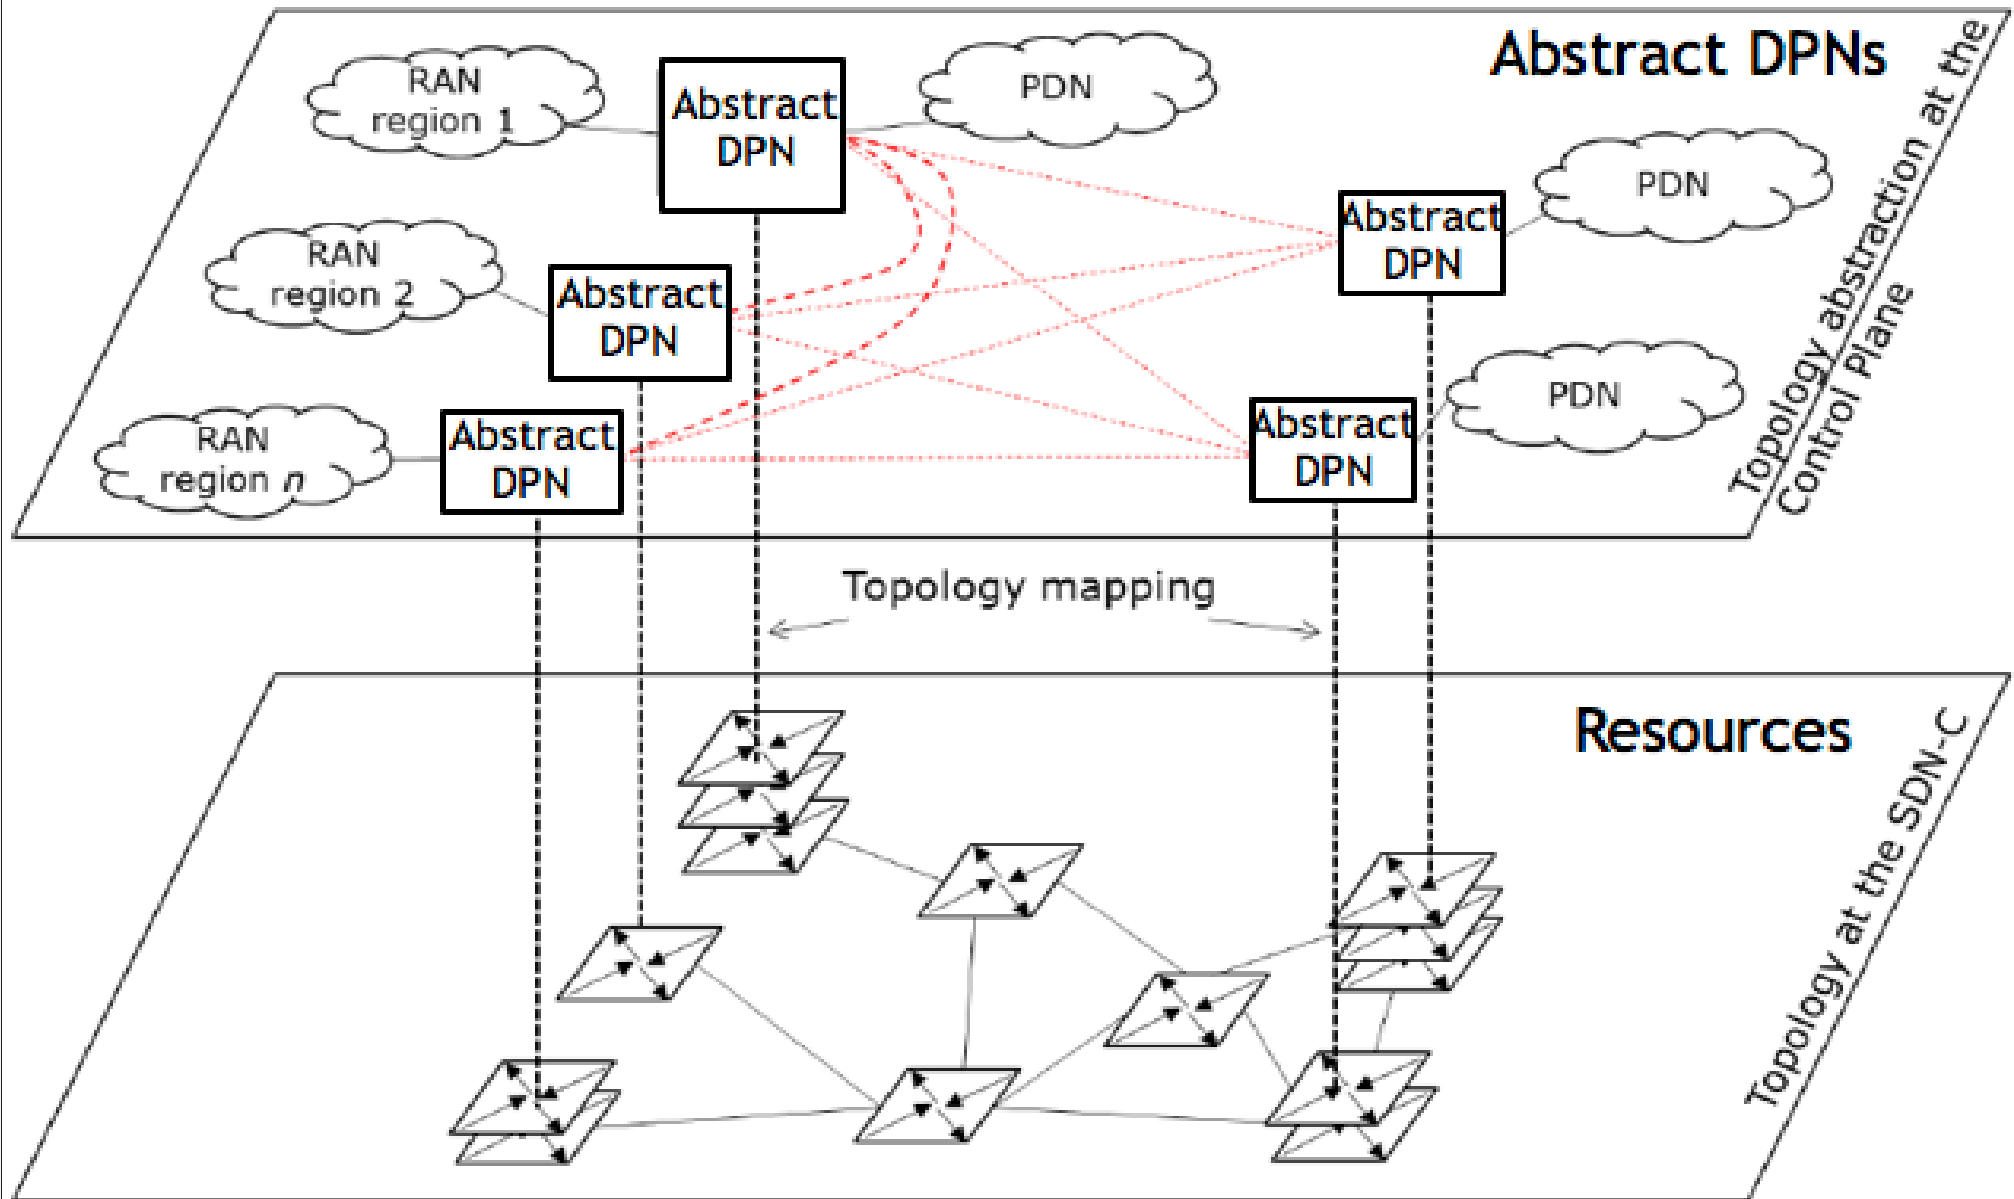 Abstract DPNs
RAN
region 1
Abstract
DPN
PDN
PDN
RAN
region 2
Abstract
DPN
Abstract
DPN
PDN
RAN
region n
Abstract
DPN
Abstract
DPN
Topology abstraction at the
Control Plane
Topology mapping
Resources
Topology at the SDN-C